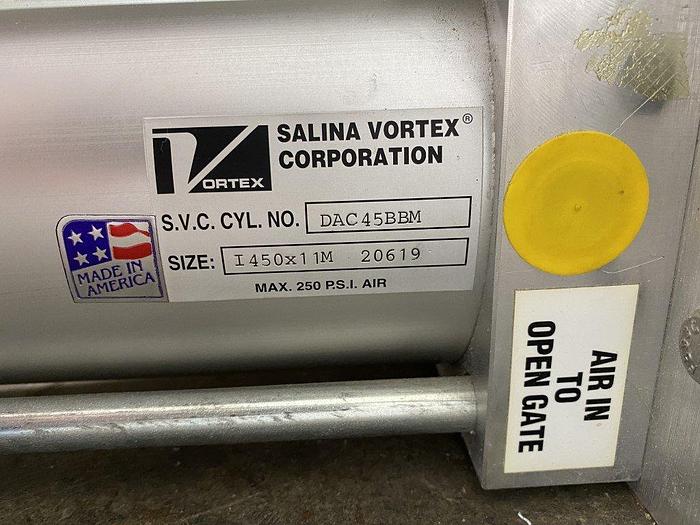 VORTEX
SALINA VORTEX®
CORPORATION
S.V.C. CYL. NO. DAC45BBM
SIZE: I450x11M 20619
MAX. 250 P.S.I. AIR
MADE IN
AMERICA
AIR IN
TO
OPEN GATE